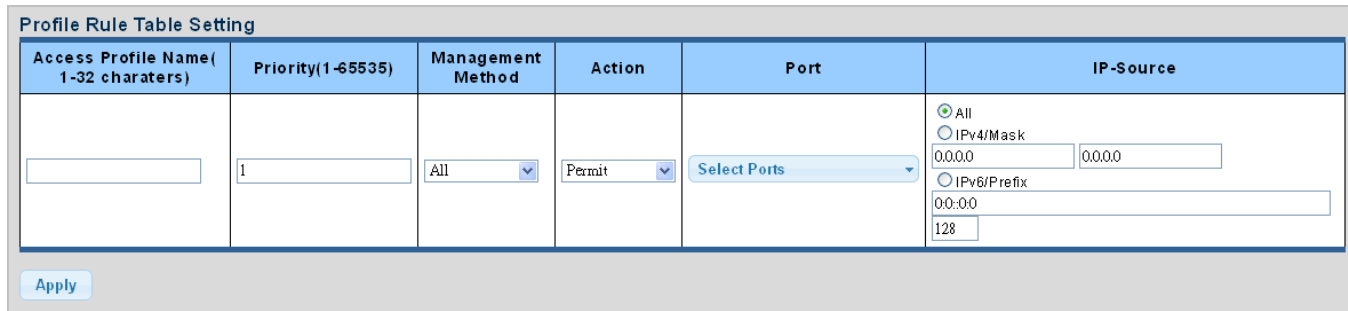 Profile Rule Table Setting
Access Profile Name(
1-32 charaters)
Priority(1-65535)
Management
Method
Action
Port
IP-Source
1
All
Permit
Select Ports
All
IPv4/Mask
0.0.0.0 0.0.0.0
IPv6/Prefix
0:0::0:0
128
Apply